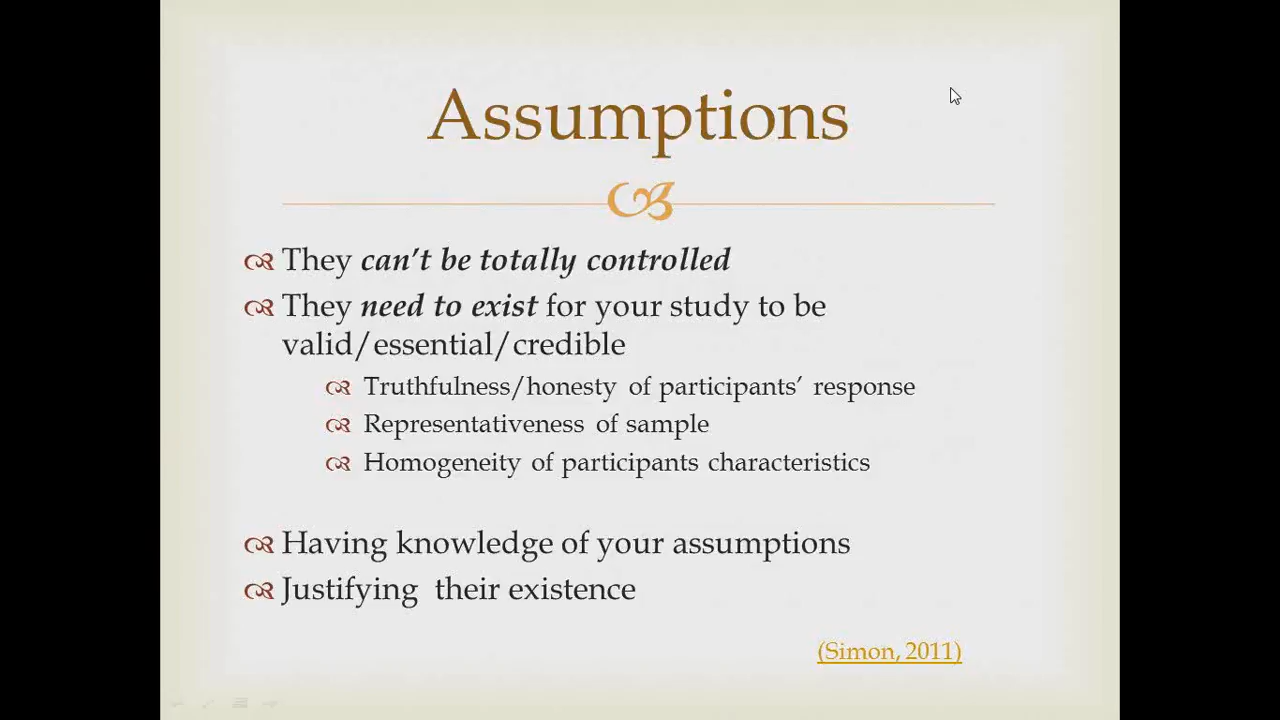 Assumptions
They can't be totally controlled
They need to exist for your study to be
valid/essential/credible
Truthfulness/honesty of participants' response
Representativeness of sample
Homogeneity of participants characteristics
Having knowledge of your assumptions
Justifying their existence
(Simon, 2011)